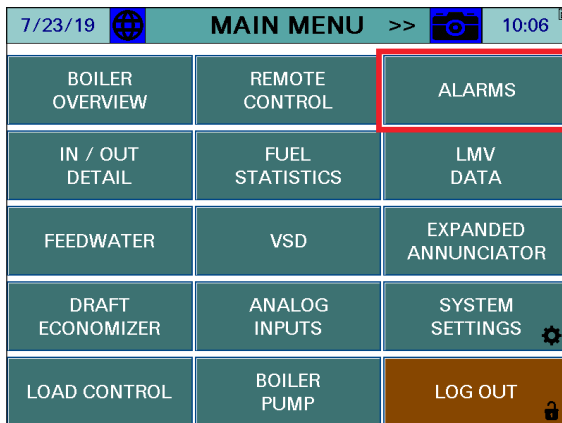 7/23/19 MAIN MENU >> 10:06
BOILER
OVERVIEW
REMOTE
CONTROL
ALARMS
IN / OUT
DETAIL
FUEL
STATISTICS
LMV
DATA
FEEDWATER
VSD
EXPANDED
ANNUNCIATOR
DRAFT
ECONOMIZER
ANALOG
INPUTS
SYSTEM
SETTINGS
LOAD CONTROL
BOILER
PUMP
LOG OUT